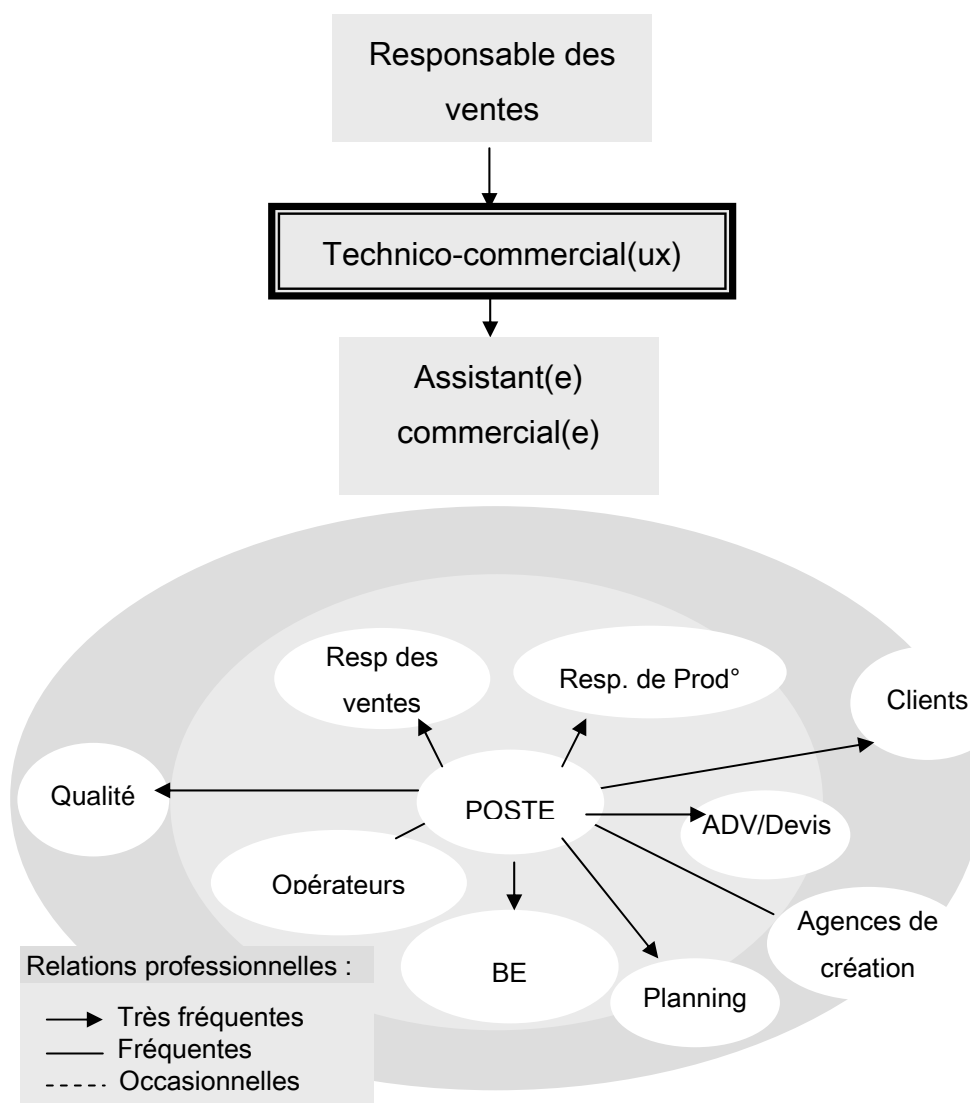 Responsable des
ventes
Technico-commercial(ux)
Assistant(e)
commercial(e)
Resp des
ventes
Resp. de Prod°
Clients
Qualité
POSTE
ADV/Devis
Opérateurs
Agences de
création
BE
Planning
Relations professionnelles :
Très fréquentes
Fréquentes
Occasionnelles